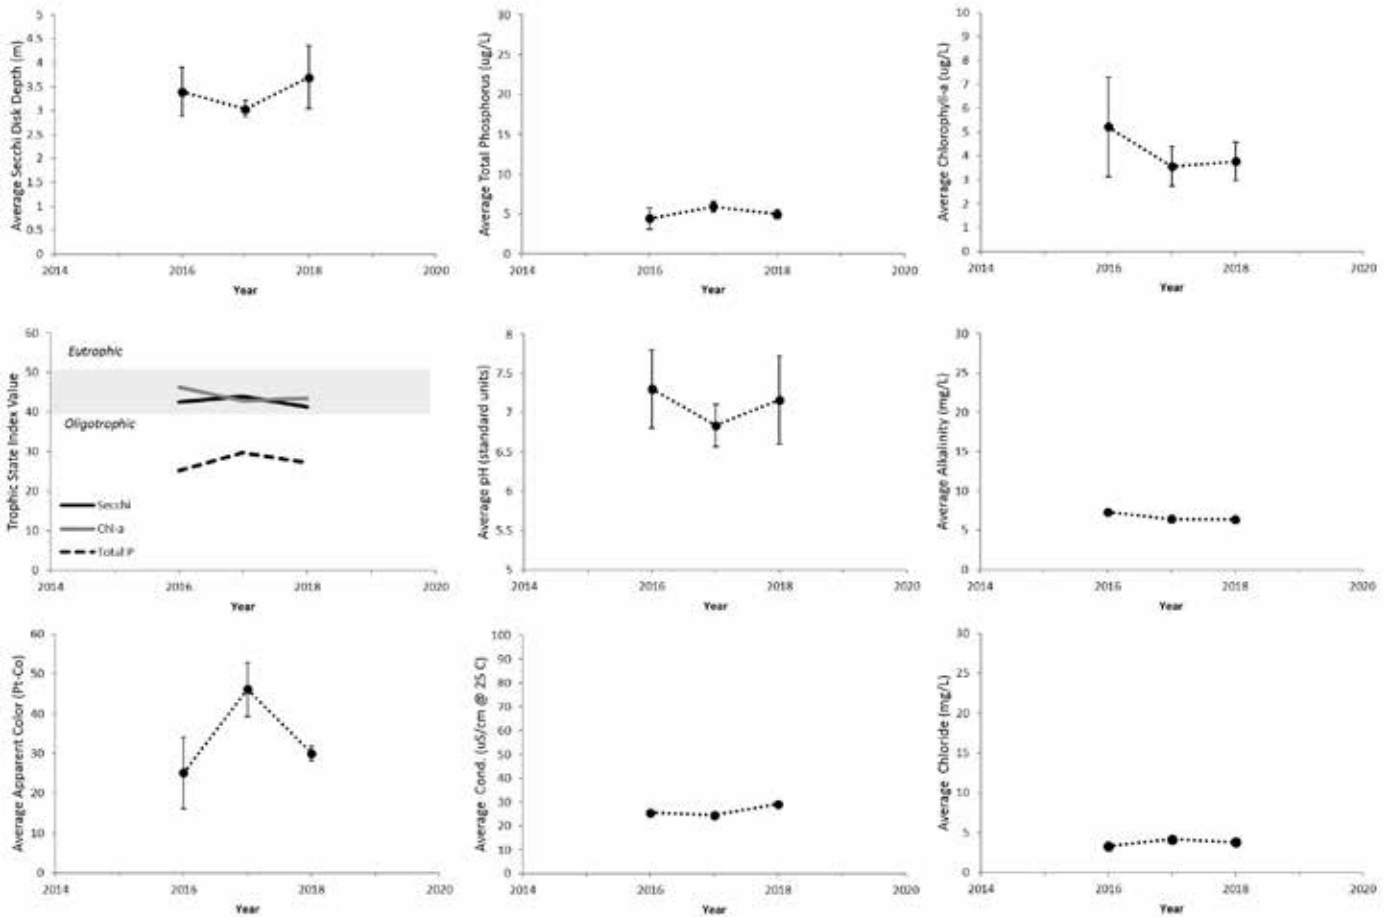 Average Secchi Disk Depth (m)
5
4.5
4
3.5
3
2.5
2
1.5
1
0.5
0
2014 2016 2018 2020
Year
Average Total Phosphorus (ug/L)
30
25
20
15
10
5
0
2014 2016 2018 2020
Year
Average Chlorophyll-a (ug/L)
10
9
8
7
6
5
4
3
2
1
0
2014 2016 2018 2020
Year
Trophic State Index Value
60
50
40
30
20
10
0
Eutrophic
Oligotrophic
Secchi
Chl-a
Total P
2014 2016 2018 2020
Year
Average pH (standard units)
8
7.5
7
6.5
6
5.5
5
2014 2016 2018 2020
Year
Average Alkalinity (mg/L)
30
25
20
15
10
5
0
2014 2016 2018 2020
Year
Average Apparent Color (Pt-Co)
60
50
40
30
20
10
0
2014 2016 2018 2020
Year
Average Cond. (uS/cm @ 25 C)
100
90
80
70
60
50
40
30
20
10
0
2014 2016 2018 2020
Year
Average Chloride (mg/L)
30
25
20
15
10
5
0
2014 2016 2018 2020
Year